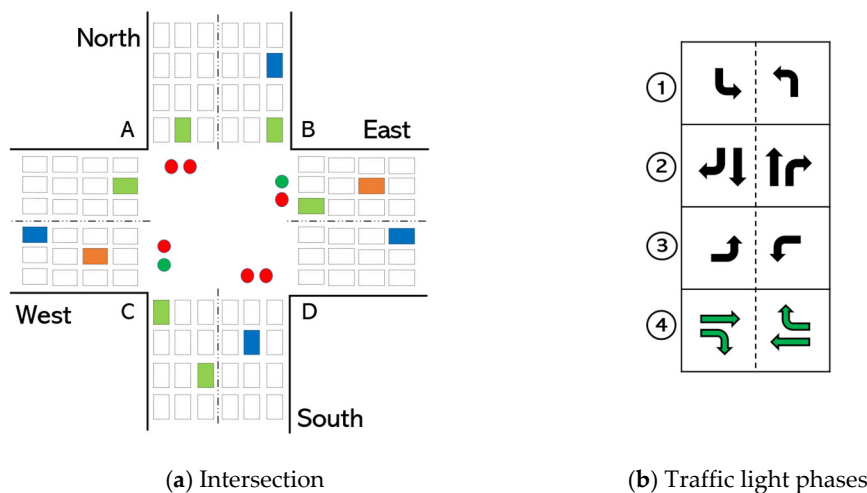 North
A
B
East
West
C
D
South
1
2
3
4
(a) Intersection
(b) Traffic light phases